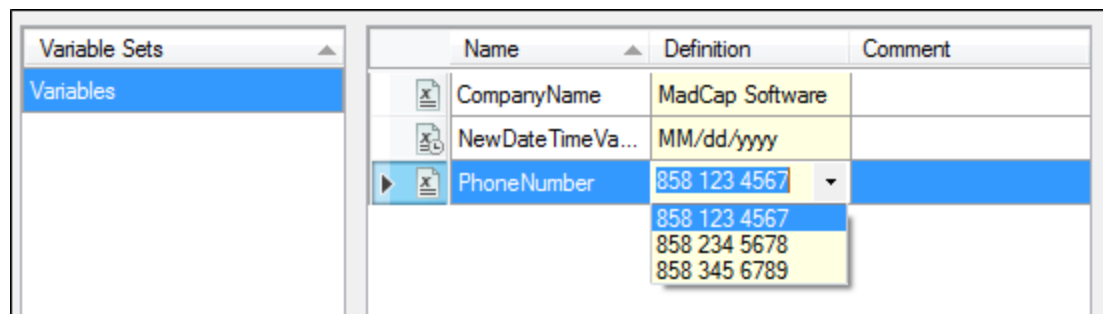 Variable Sets
Name Definition Comment
Variables
CompanyName MadCap Software
NewDateTimeVa... MM/dd/yyyy
PhoneNumber 858 123 4567
858 123 4567
858 234 5678
858 345 6789